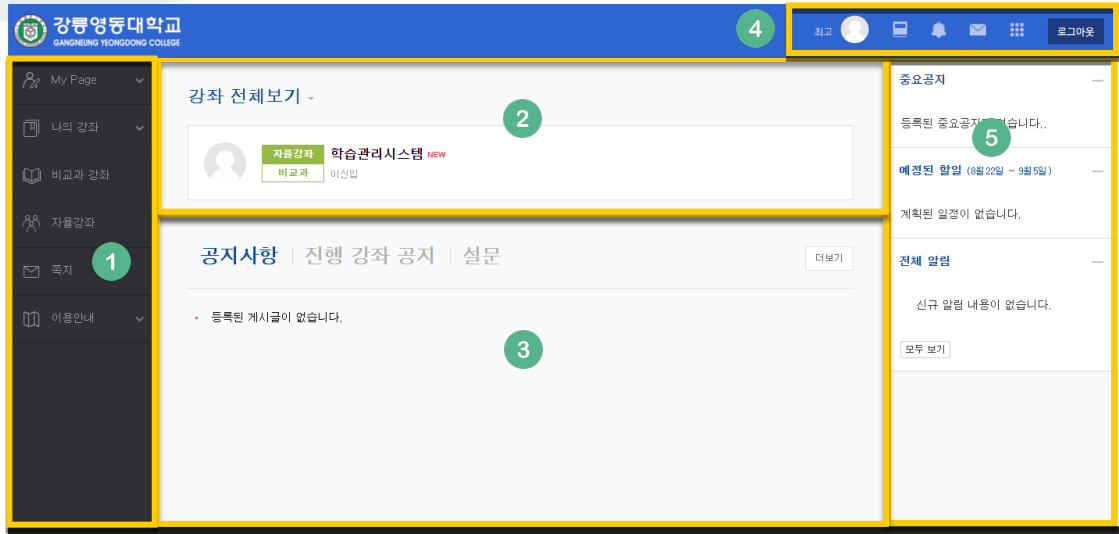 강릉영동대학교
GANGNEUNG YEONGDONG COLLEGE
4
최고
로그아웃
My Page
나의 강좌
비교과 강좌
자율강좌
쪽지
이용안내
1
강좌 전체보기
2
자율강좌 학습관리시스템 NEW
비교과 이신입
공지사항 진행 강좌 공지 설문
더보기
등록된 게시글이 없습니다.
3
중요공지
등록된 중요공지 없습니다..
5
예정된 할일 (8월22일 ~ 9월5일)
계획된 일정이 없습니다.
전체 알림
신규 알림 내용이 없습니다.
모두 보기